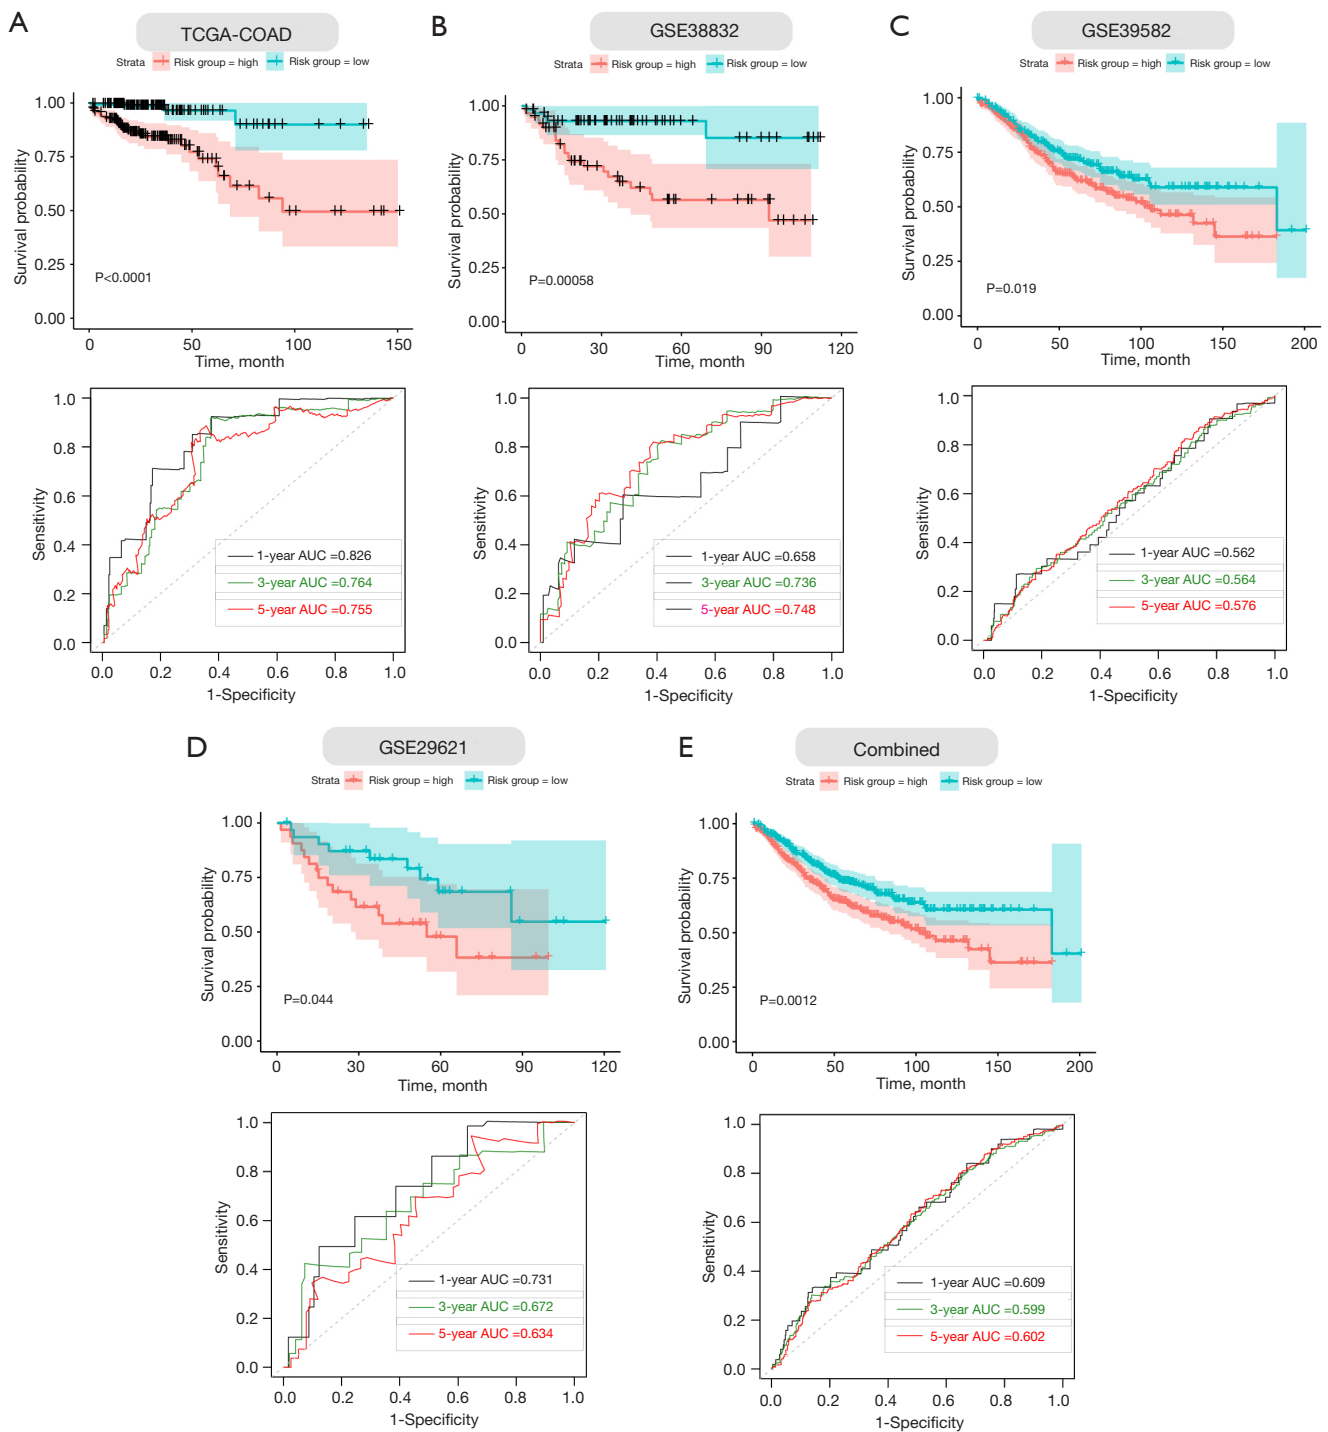 A
TCGA-COAD
Strata Risk group = high Risk group = low
1.00
0.75
0.50
0.25
0.00
Survival probability
P<0.0001
0 50 100 150
Time, month
1.0
0.8
0.6
0.4
0.2
0.0
Sensitivity
1-year AUC =0.826
3-year AUC =0.764
5-year AUC =0.755
0.0 0.2 0.4 0.6 0.8 1.0
1-Specificity
B
GSE38832
Strata Risk group = high Risk group = low
1.00
0.75
0.50
0.25
0.00
Survival probability
P=0.00058
0 30 60 90 120
Time, month
1.0
0.8
0.6
0.4
0.2
0.0
Sensitivity
1-year AUC =0.658
3-year AUC =0.736
5-year AUC =0.748
0.0 0.2 0.4 0.6 0.8 1.0
1-Specificity
C
GSE39582
Strata Risk group = high Risk group = low
1.00
0.75
0.50
0.25
0.00
Survival probability
P=0.019
0 50 100 150 200
Time, month
1.0
0.8
0.6
0.4
0.2
0.0
Sensitivity
1-year AUC =0.562
3-year AUC =0.564
5-year AUC =0.576
0.0 0.2 0.4 0.6 0.8 1.0
1-Specificity
D
GSE29621
Strata Risk group = high Risk group = low
1.00
0.75
0.50
0.25
0.00
Survival probability
P=0.044
0 30 60 90 120
Time, month
1.0
0.8
0.6
0.4
0.2
0.0
Sensitivity
1-year AUC =0.731
3-year AUC =0.672
5-year AUC =0.634
0.0 0.2 0.4 0.6 0.8 1.0
1-Specificity
E
Combined
Strata Risk group = high Risk group = low
1.00
0.75
0.50
0.25
0.00
Survival probability
P=0.0012
0 50 100 150 200
Time, month
1.0
0.8
0.6
0.4
0.2
0.0
Sensitivity
1-year AUC =0.609
3-year AUC =0.599
5-year AUC =0.602
0.0 0.2 0.4 0.6 0.8 1.0
1-Specificity